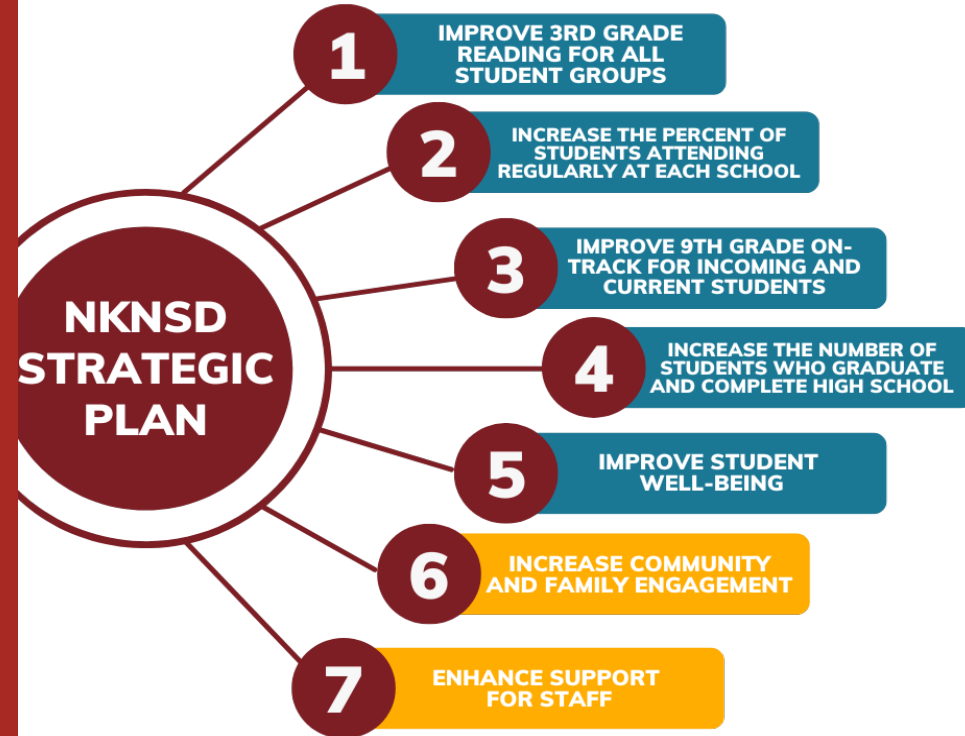 1
IMPROVE 3RD GRADE
READING FOR ALL
STUDENT GROUPS
2
INCREASE THE PERCENT OF
STUDENTS ATTENDING
REGULARLY AT EACH SCHOOL
3
IMPROVE 9TH GRADE ON-
TRACK FOR INCOMING AND
CURRENT STUDENTS
NKNSD
STRATEGIC
PLAN
4
INCREASE THE NUMBER OF
STUDENTS WHO GRADUATE
AND COMPLETE HIGH SCHOOL
5
IMPROVE STUDENT
WELL-BEING
6
INCREASE COMMUNITY
AND FAMILY ENGAGEMENT
7
ENHANCE SUPPORT
FOR STAFF